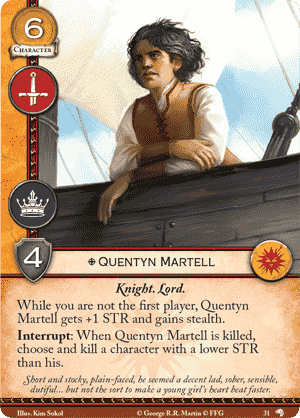 6
CHARACTER
4
QUENTYN MARTELL
Knight. Lord.
While you are not the first player, Quentyn
Martell gets +1 STR and gains stealth.
Interrupt: When Quentyn Martell is killed,
choose and kill a character with a lower STR
than his.
Short and stocky, plain-faced, he seemed a decent lad, sober, sensible,
dutiful... but not the sort to make a young girl's heart beat faster.
Illus. Kim Sokol © George R.R. Martin © FFG 31